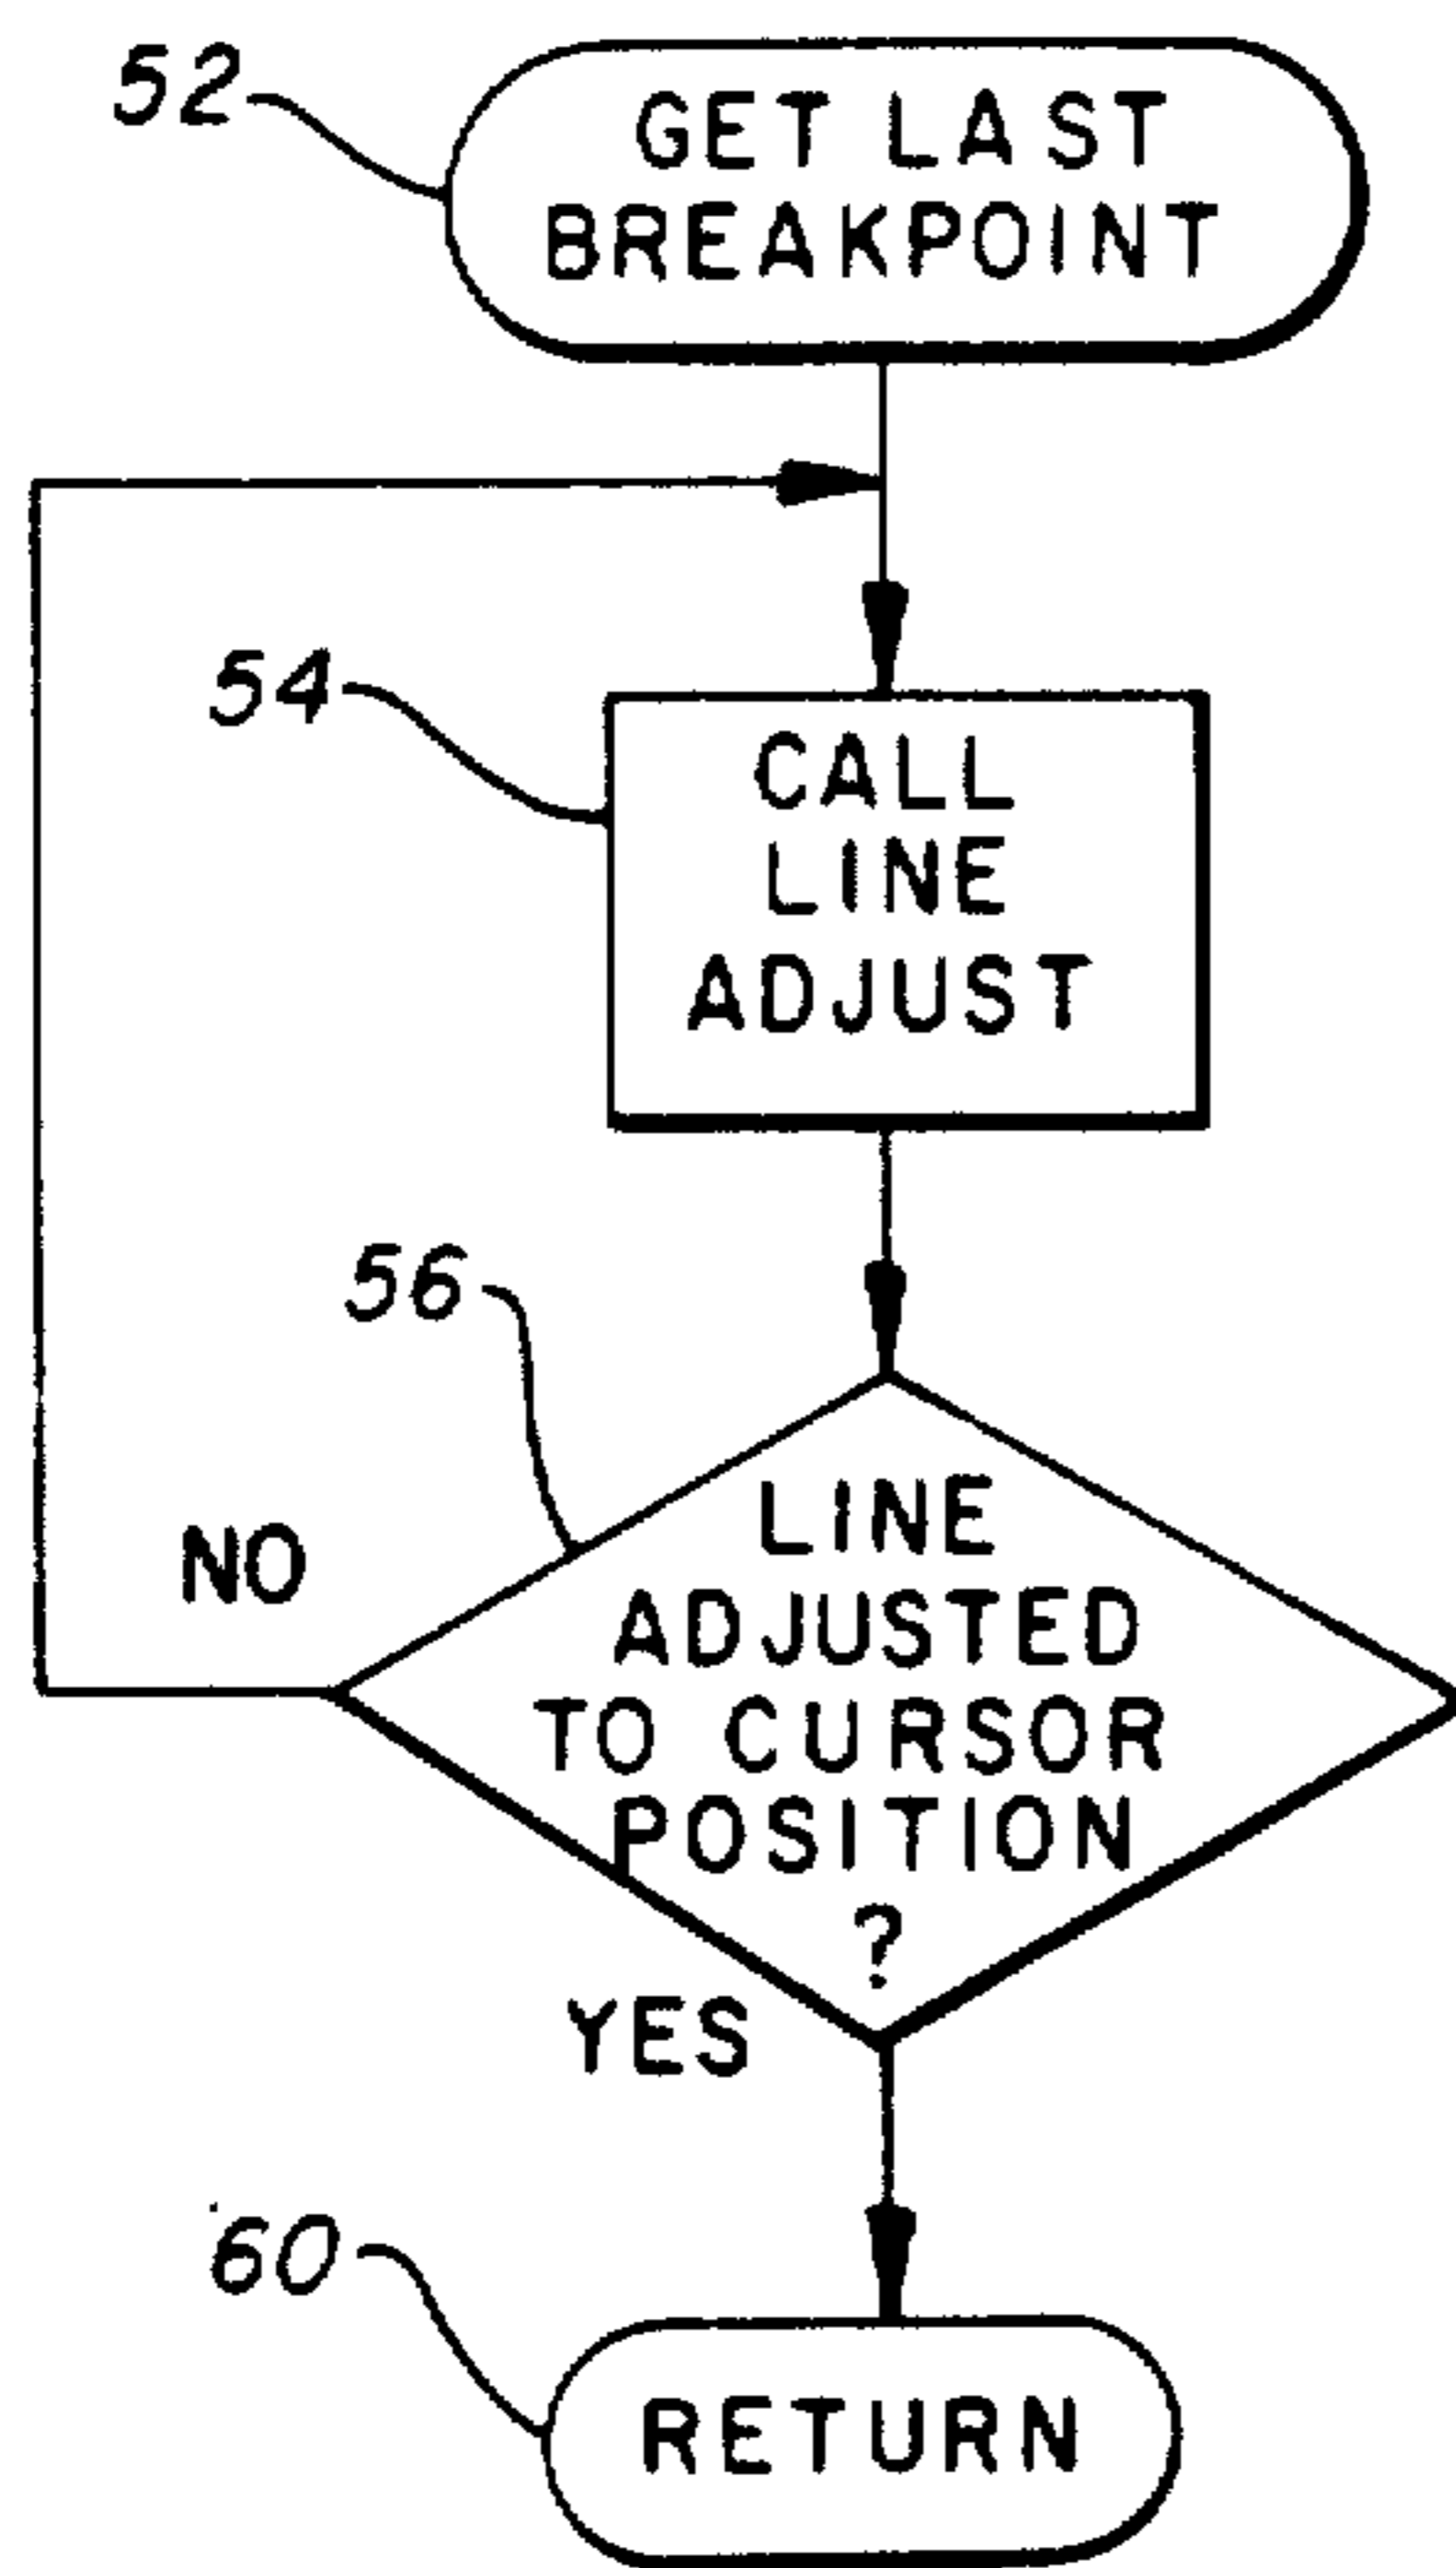 52
GET LAST
BREAKPOINT
54
CALL
LINE
ADJUST
56
NO
LINE
ADJUSTED
TO CURSOR
POSITION
?
YES
60
RETURN